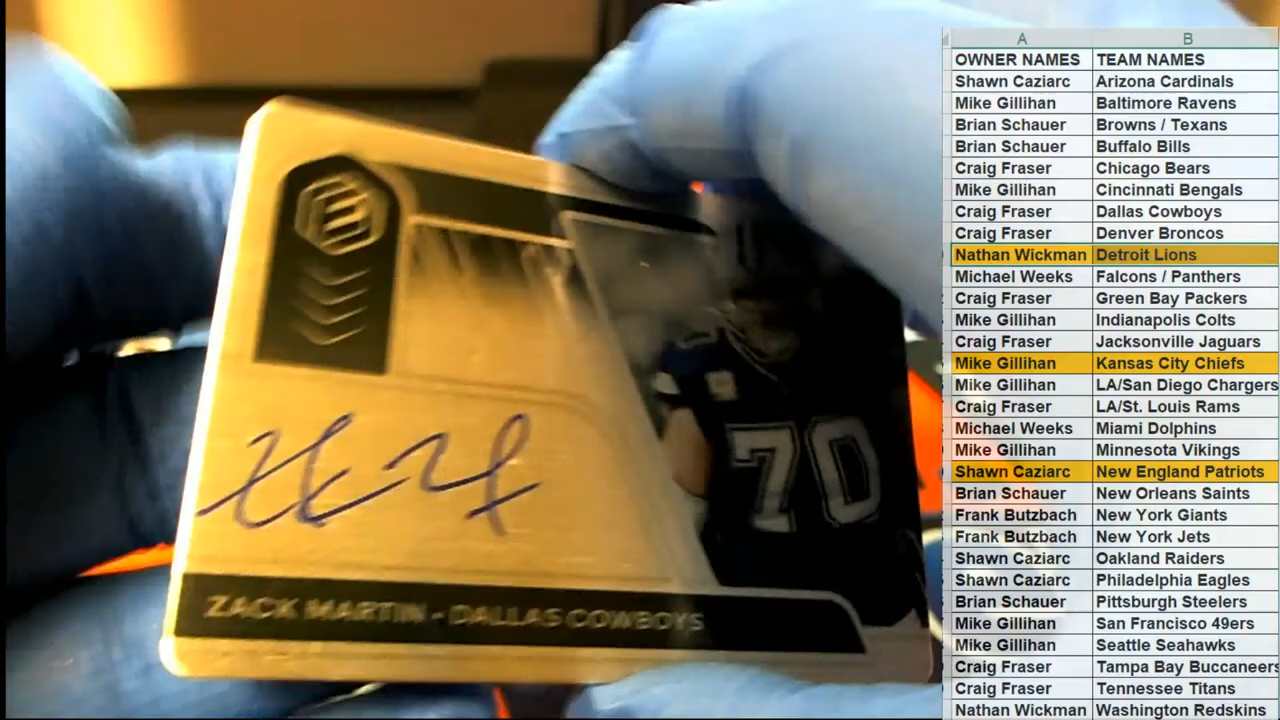 70
ZACK MARTIN - DALLAS COWBOYS
A B
OWNER NAMES TEAM NAMES
Shawn Caziarc Arizona Cardinals
Mike Gillihan Baltimore Ravens
Brian Schauer Browns / Texans
Brian Schauer Buffalo Bills
Craig Fraser Chicago Bears
Mike Gillihan Cincinnati Bengals
Craig Fraser Dallas Cowboys
Craig Fraser Denver Broncos
Nathan Wickman Detroit Lions
Michael Weeks Falcons / Panthers
Craig Fraser Green Bay Packers
Mike Gillihan Indianapolis Colts
Craig Fraser Jacksonville Jaguars
Mike Gillihan Kansas City Chiefs
Mike Gillihan LA/San Diego Chargers
Craig Fraser LA/St. Louis Rams
Michael Weeks Miami Dolphins
Mike Gillihan Minnesota Vikings
Shawn Caziarc New England Patriots
Brian Schauer New Orleans Saints
Frank Butzbach New York Giants
Frank Butzbach New York Jets
Shawn Caziarc Oakland Raiders
Shawn Caziarc Philadelphia Eagles
Brian Schauer Pittsburgh Steelers
Mike Gillihan San Francisco 49ers
Mike Gillihan Seattle Seahawks
Craig Fraser Tampa Bay Buccaneers
Craig Fraser Tennessee Titans
Nathan Wickman Washington Redskins